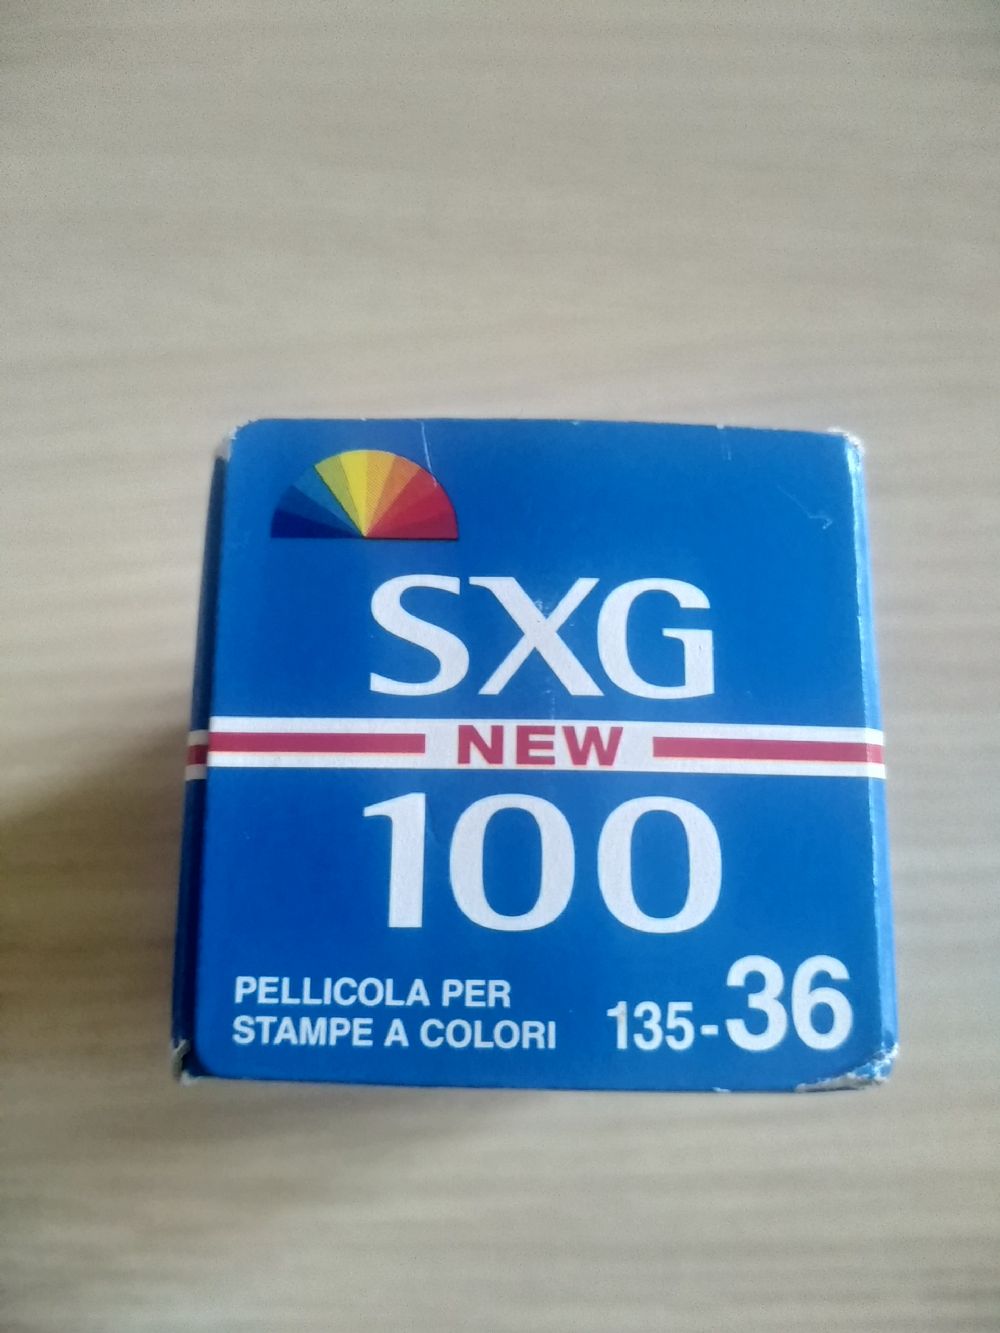 SXG
NEW
100
PELLICOLA PER
STAMPE A COLORI
135-36